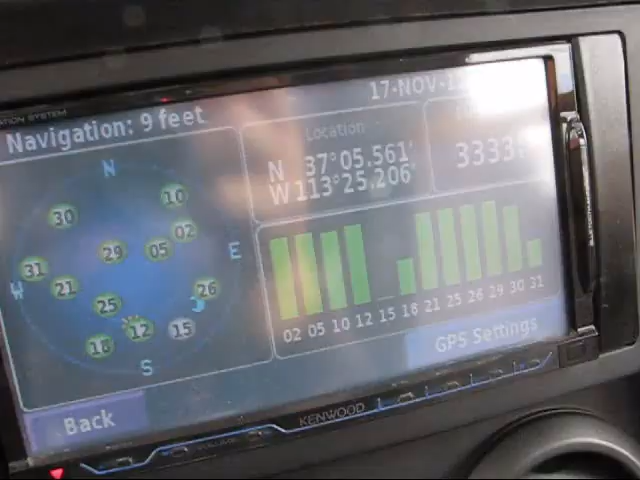 17-NOV-1
Navigation: 9 feet
Location
N 37°05.561'
W 113°25.206'
3333
N
10
30
02
29
05
E
31
W
21
26
25
12
15
18
S
02 05 10 12 15 18 21 25 26 29 30 31
GPS Settings
Back
KENWOOD